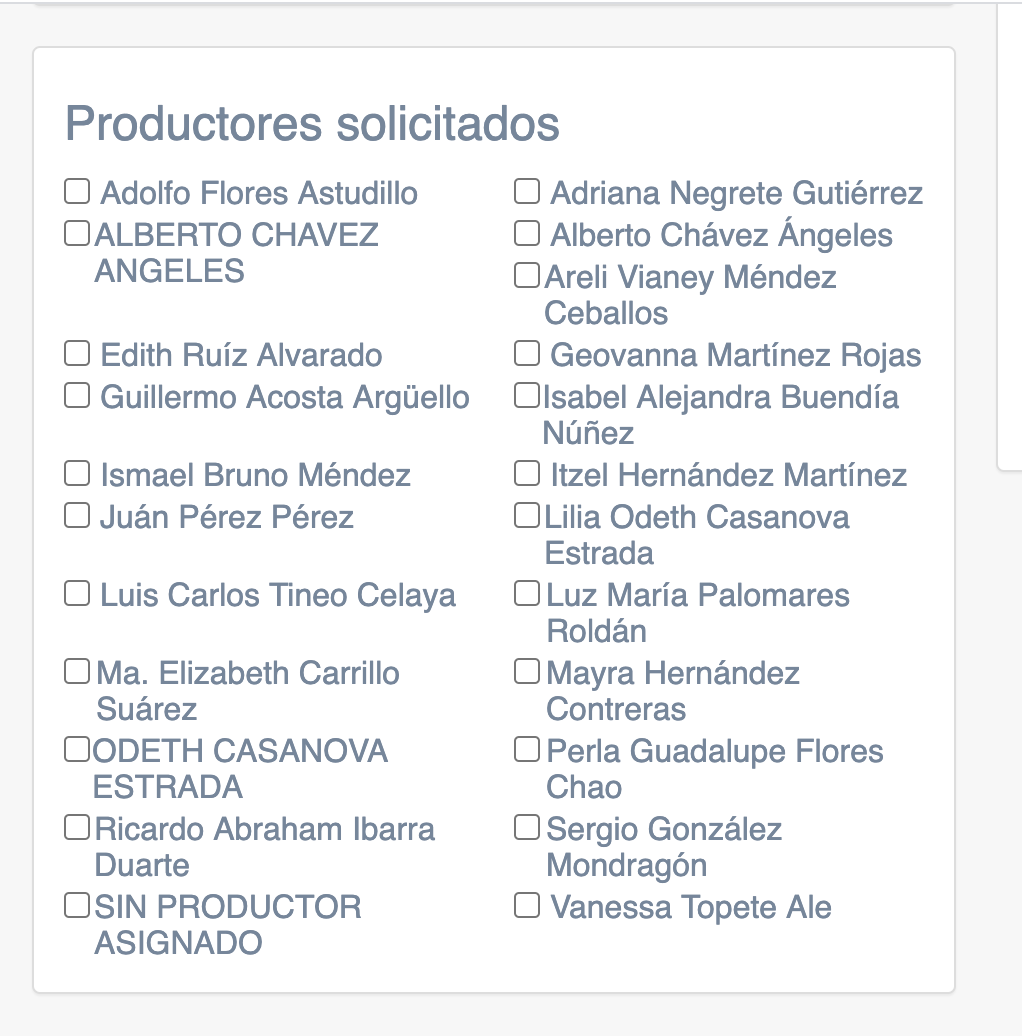 Productores solicitados
Adolfo Flores Astudillo
Adriana Negrete Gutiérrez
ALBERTO CHAVEZ
ANGELES
Alberto Chávez Ángeles
Areli Vianey Méndez
Ceballos
Edith Ruíz Alvarado
Geovanna Martínez Rojas
Guillermo Acosta Argüello
Isabel Alejandra Buendía
Núñez
Ismael Bruno Méndez
Itzel Hernández Martínez
Juán Pérez Pérez
Lilia Odeth Casanova
Estrada
Luis Carlos Tineo Celaya
Luz María Palomares
Roldán
Ma. Elizabeth Carrillo
Suárez
Mayra Hernández
Contreras
ODETH CASANOVA
ESTRADA
Perla Guadalupe Flores
Chao
Ricardo Abraham Ibarra
Duarte
Sergio González
Mondragón
SIN PRODUCTOR
ASIGNADO
Vanessa Topete Ale